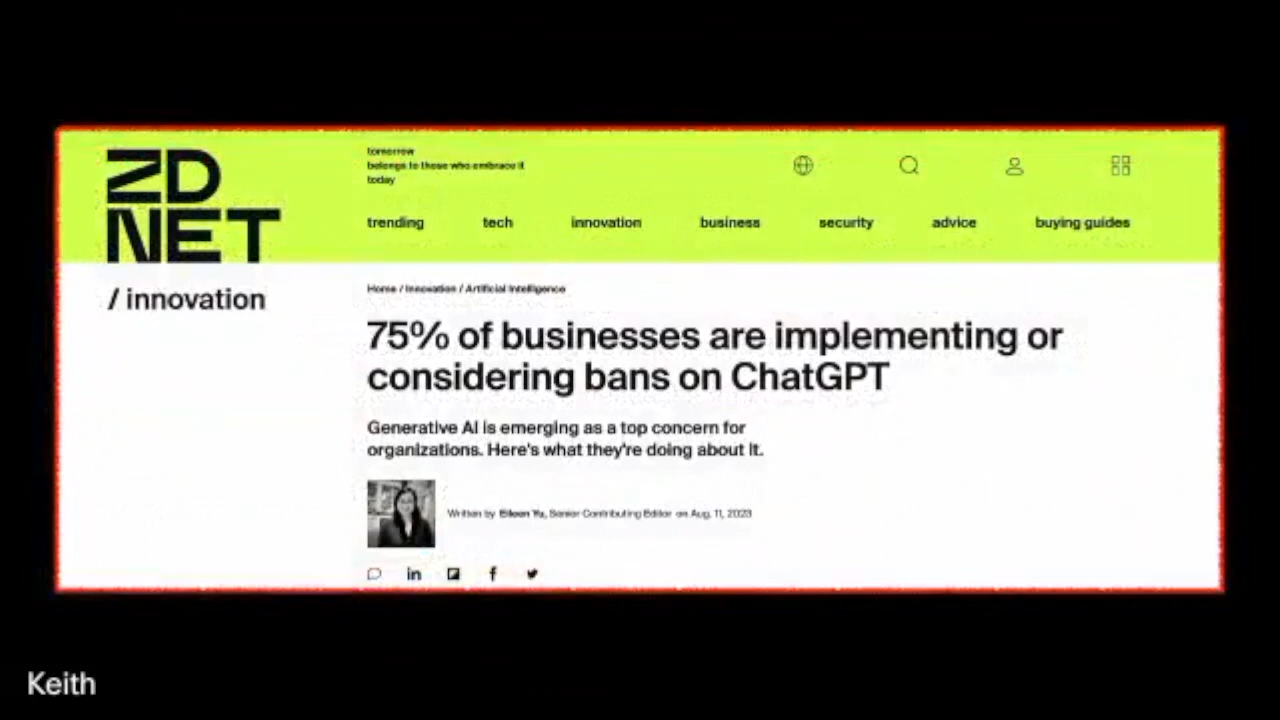 ZD
NET
tomorrow
belongs to those who embrace it
today
trending tech innovation business security advice buying guides
/ innovation
Home / Innovation / Artificial Intelligence
75% of businesses are implementing or
considering bans on ChatGPT
Generative AI is emerging as a top concern for
organizations. Here's what they're doing about it.
Written by Eileen Yu, Senior Contributing Editor on Aug. 11, 2023
in f
Keith